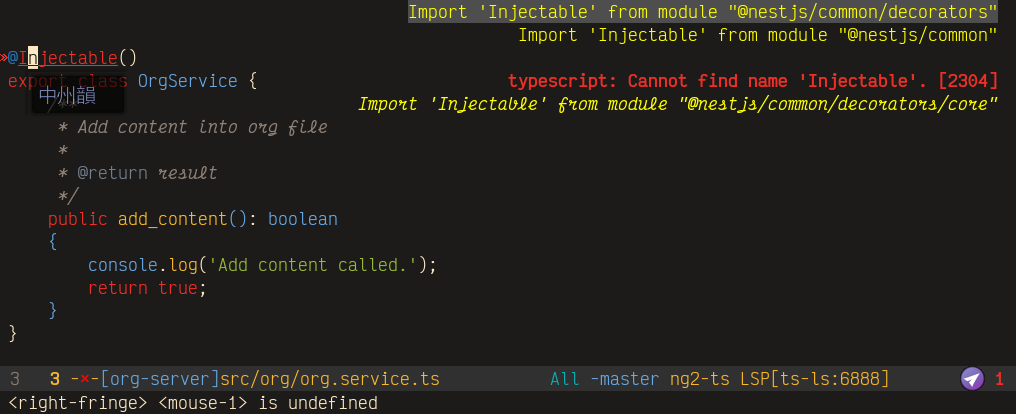 Import 'Injectable' from module "@nestjs/common/decorators"
Import 'Injectable' from module "@nestjs/common"
»@Injectable()
export class OrgService {
typescript: Cannot find name 'Injectable'. [2304]
中州韻
Import 'Injectable' from module "@nestjs/common/decorators/core"
* Add content into org file
*
* @return result
*/
public add_content(): boolean
{
console.log('Add content called.');
return true;
}
}
3 3 -×-[org-server]src/org/org.service.ts All -master ng2-ts LSP[ts-ls:6888] 1
<right-fringe> <mouse-1> is undefined